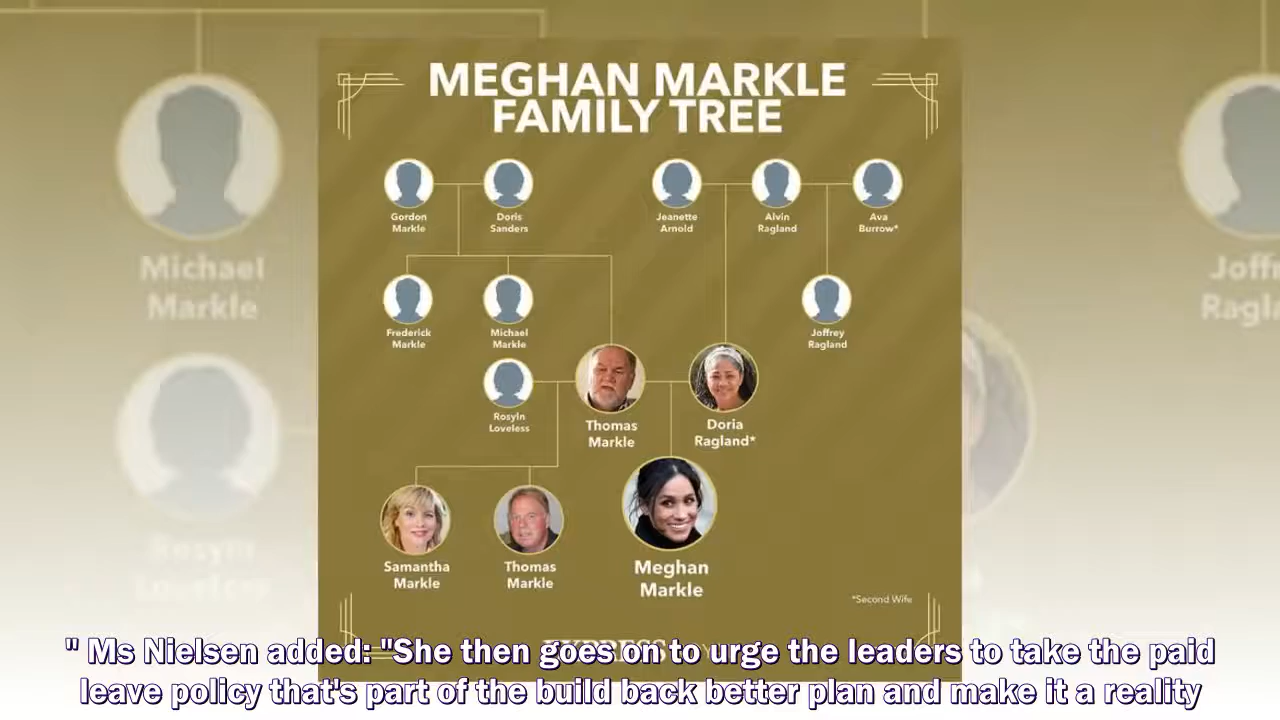 MEGHAN MARKLE
FAMILY TREE
Gordon
Markle
Doris
Sanders
Jeanette
Arnold
Alvin
Ragland
Ava
Burrow*
Frederick
Markle
Michael
Markle
Joffrey
Ragland
Rosyln
Loveless
Thomas
Markle
Doria
Ragland*
Samantha
Markle
Thomas
Markle
Meghan
Markle
*Second Wife
Michael
Markle
Rosyln
Loveless
EXPRESS
" Ms Nielsen added: "She then goes on to urge the leaders to take the paid
leave policy that's part of the build back better plan and make it a reality